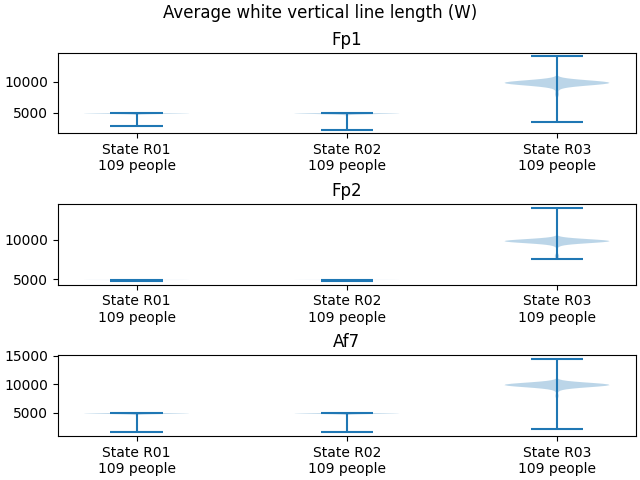 Average white vertical line length (W)
Fp1
10000
5000
State R01 State R02 State R03
109 people 109 people 109 people
Fp2
10000
5000
State R01 State R02 State R03
109 people 109 people 109 people
Af7
15000
10000
5000
State R01 State R02 State R03
109 people 109 people 109 people